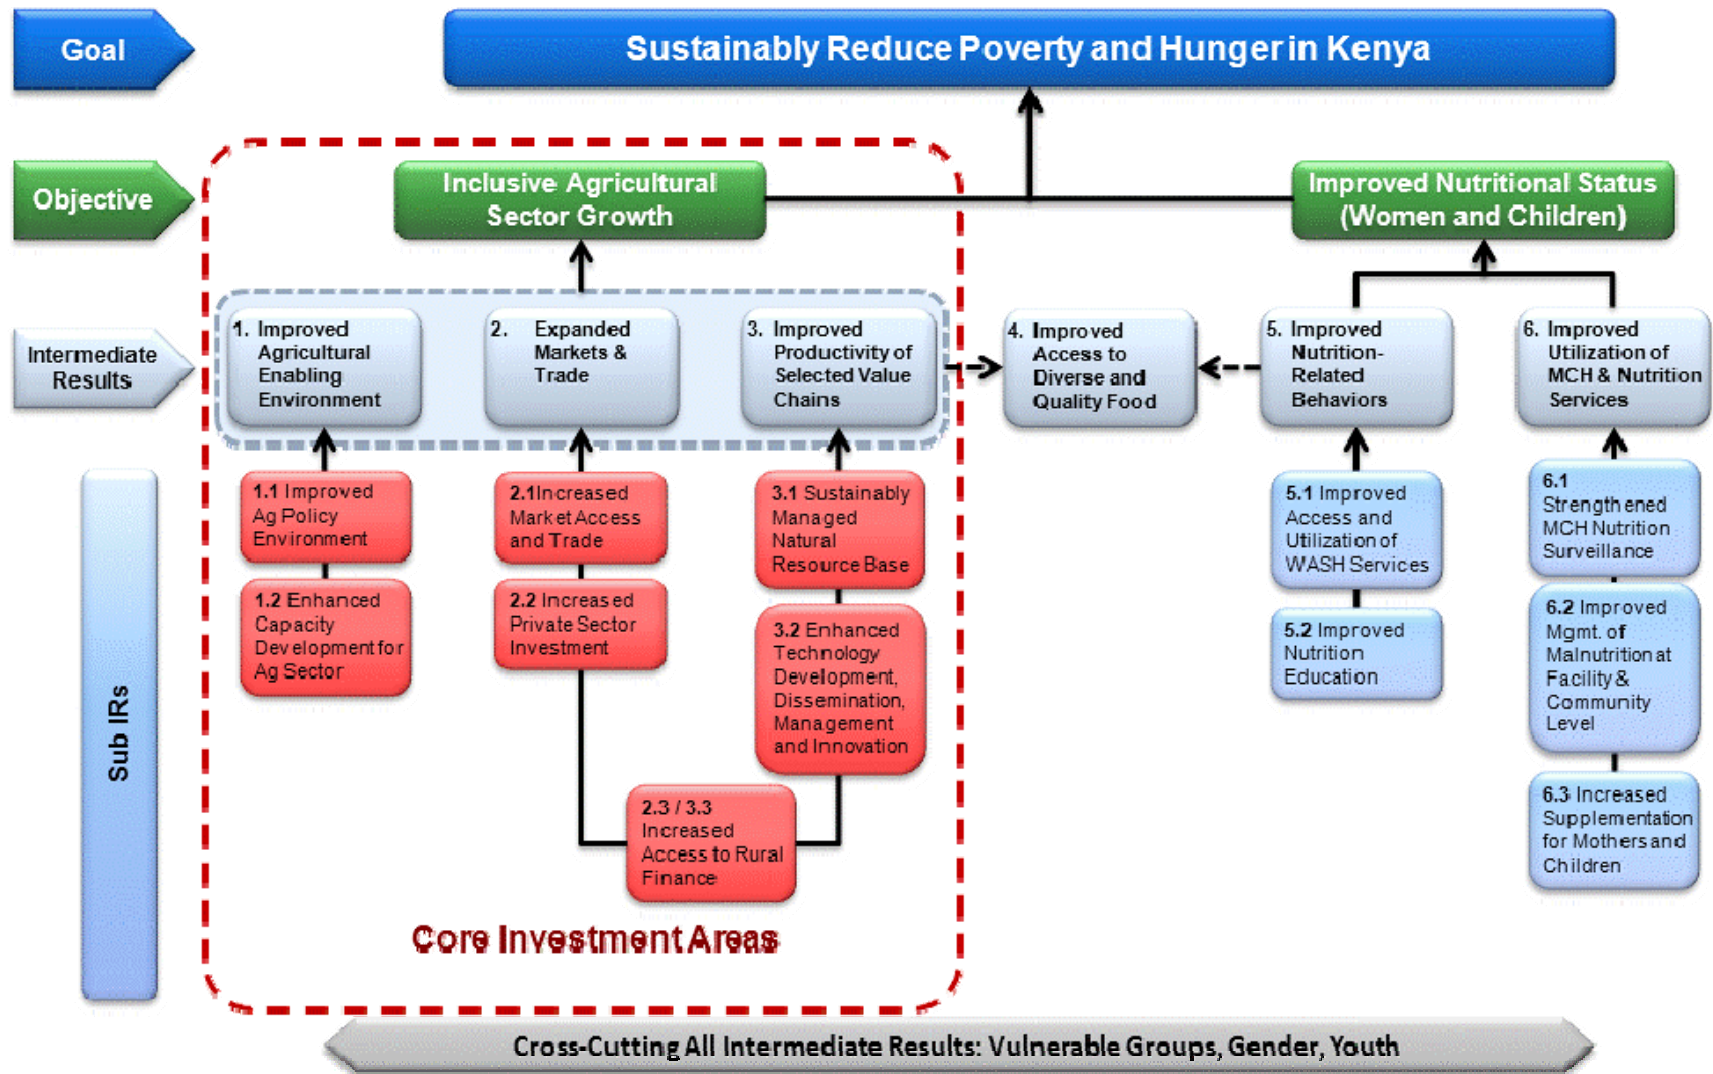 Goal
Sustainably Reduce Poverty and Hunger in Kenya
Objective
Inclusive Agricultural
Sector Growth
Improved Nutritional Status
(Women and Children)
Intermediate
Results
1. Improved
Agricultural
Enabling
Environment
2. Expanded
Markets &
Trade
3. Improved
Productivity of
Selected Value
Chains
4. Improved
Access to
Diverse and
Quality Food
5. Improved
Nutrition-
Related
Behaviors
6. Improved
Utilization of
MCH & Nutrition
Services
Sub IRs
1.1 Improved
Ag Policy
Environment
1.2 Enhanced
Capacity
Development for
Ag Sector
2.1 Increased
Market Access
and Trade
2.2 Increased
Private Sector
Investment
3.1 Sustainably
Managed
Natural
Resource Base
3.2 Enhanced
Technology
Development,
Dissemination,
Management
and Innovation
2.3 / 3.3
Increased
Access to Rural
Finance
5.1 Improved
Access and
Utilization of
WASH Services
5.2 Improved
Nutrition
Education
6.1
Strengthened
MCH Nutrition
Surveillance
6.2 Improved
Mgmt. of
Malnutrition at
Facility &
Community
Level
6.3 Increased
Supplementation
for Mothers and
Children
Core Investment Areas
Cross-Cutting All Intermediate Results: Vulnerable Groups, Gender, Youth